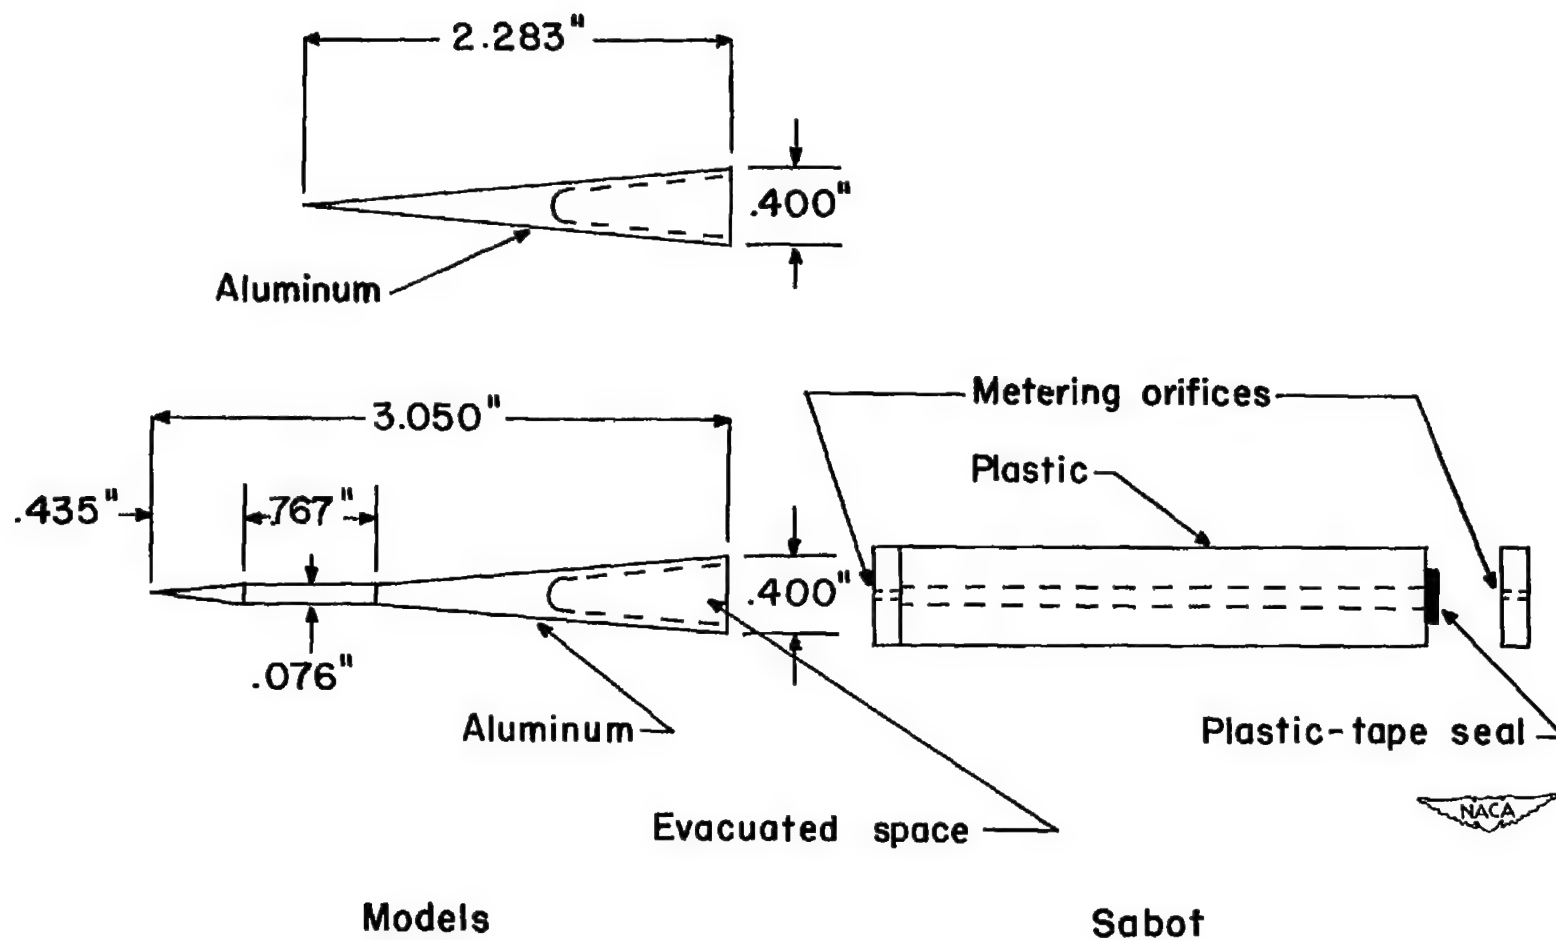 2.283"
.400"
Aluminum
Metering orifices
3.050"
Plastic
.435"
.767"
.400"
.076"
Aluminum
Plastic-tape seal
NACA
Evacuated space
Models
Sabot